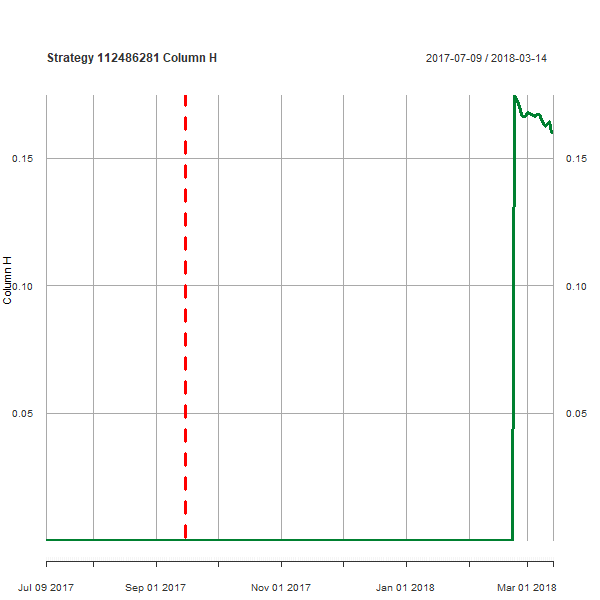 Strategy 112486281 Column H
2017-07-09 / 2018-03-14
0.15
0.15
Column H
0.10
0.10
0.05
0.05
Jul 09 2017
Sep 01 2017
Nov 01 2017
Jan 01 2018
Mar 01 2018